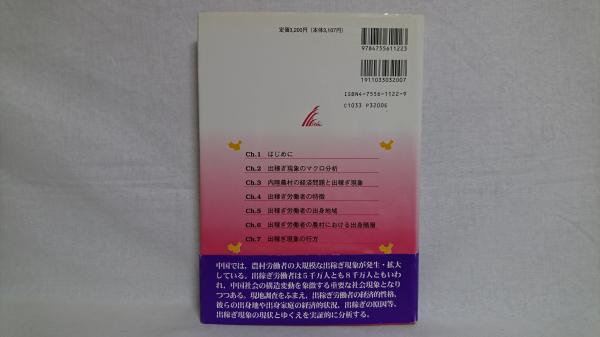 定価3,200円（本体3,107円）
9784755611223
1911033032007
ISBN4-7556-1122-9
C1033 P3200E
Ch.1 はじめに
Ch.2 出稼ぎ現象のマクロ分析
Ch.3 内陸農村の経済問題と出稼ぎ現象
Ch.4 出稼ぎ労働者の特徴
Ch.5 出稼ぎ労働者の出身地域
Ch.6 出稼ぎ労働者の農村における出身階層
Ch.7 出稼ぎ現象の行方
中国では，農村労働者の大規模な出稼ぎ現象が発生・拡大
している。出稼ぎ労働者は５千万人とも８千万人ともいわ
れ，中国社会の構造変動を象徴する重要な社会現象となり
つつある。現地調査をふまえ，出稼ぎ労働者の経済的性格，
彼らの出身地や出身家庭の経済的状況，出稼ぎの原因等，
出稼ぎ現象の現状とゆくえを実証的に分析する。